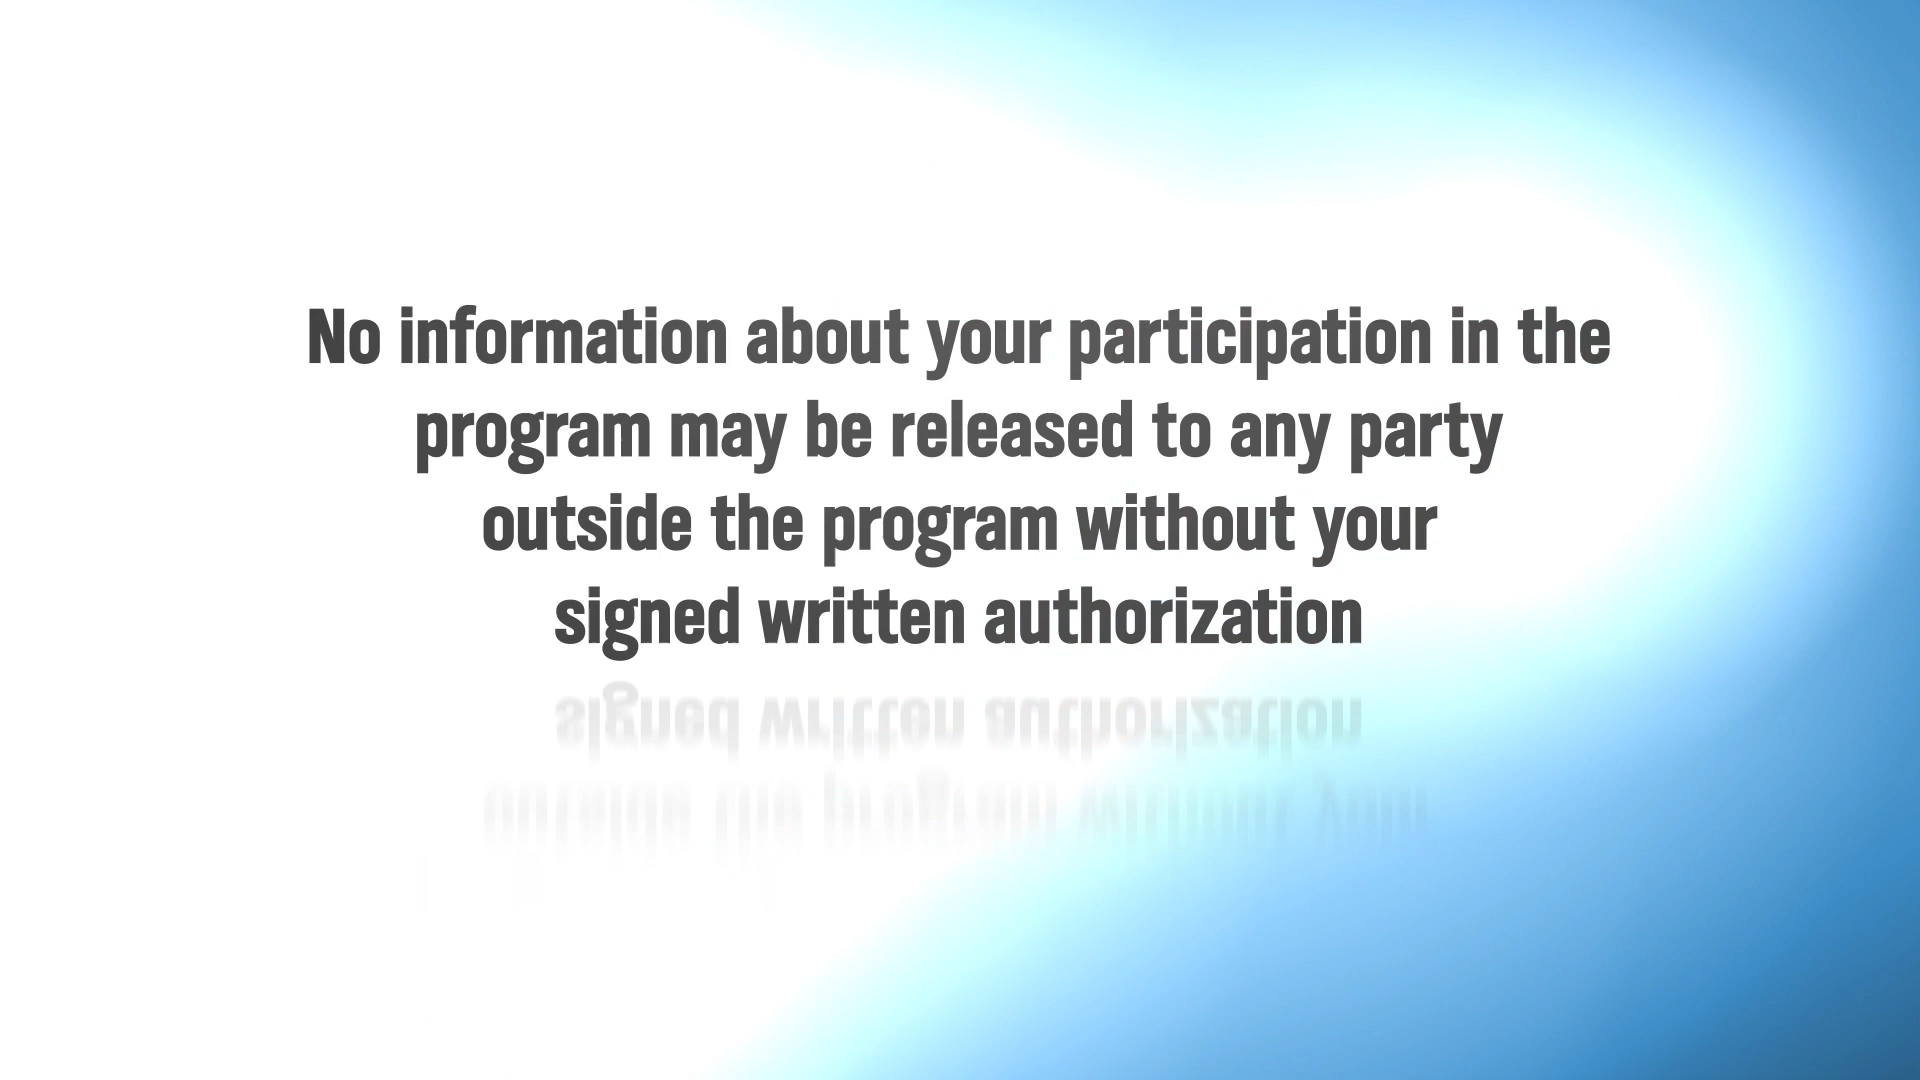 No information about your participation in the
program may be released to any party
outside the program without your
signed written authorization